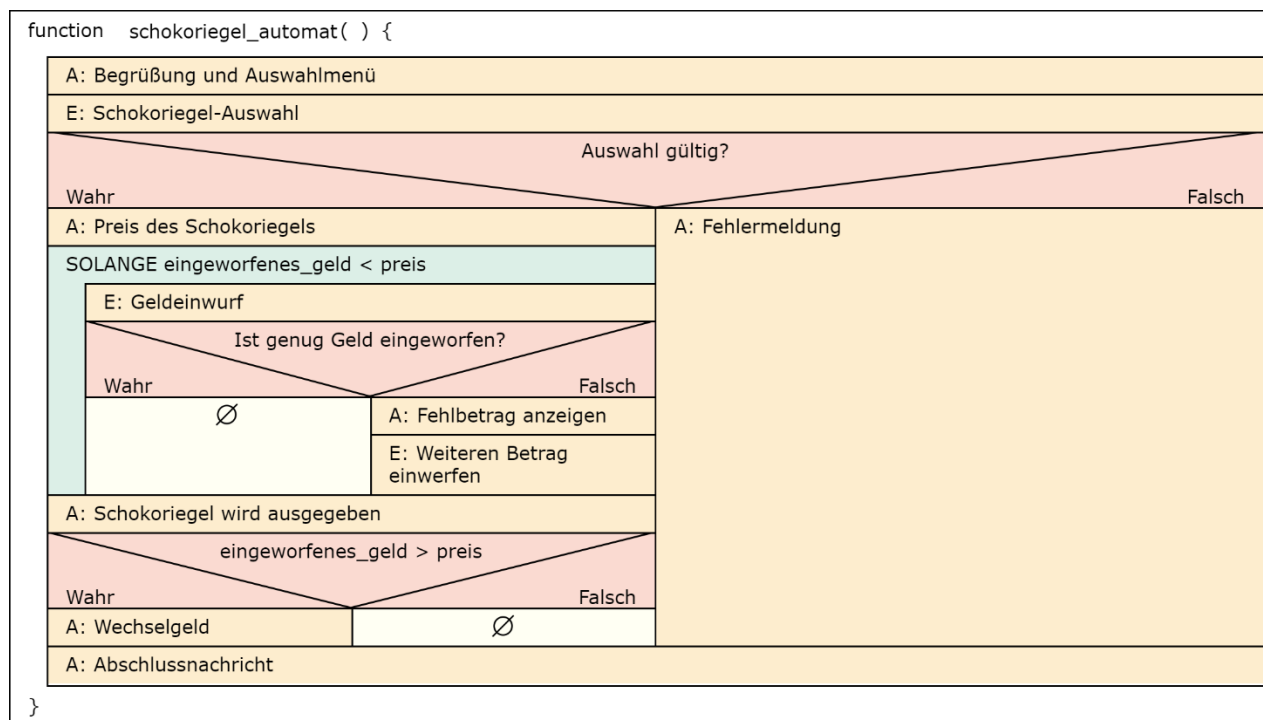 function schokoriegel_automat( ) {
A: Begrüßung und Auswahlmenü
E: Schokoriegel-Auswahl
Auswahl gültig?
Wahr
Falsch
A: Preis des Schokoriegels
A: Fehlermeldung
SOLANGE eingeworfenes_geld < preis
E: Geldeinwurf
Ist genug Geld eingeworfen?
Wahr
Falsch
∅
A: Fehlbetrag anzeigen
E: Weiteren Betrag
einwerfen
A: Schokoriegel wird ausgegeben
eingeworfenes_geld > preis
Wahr
Falsch
A: Wechselgeld
∅
A: Abschlussnachricht
}